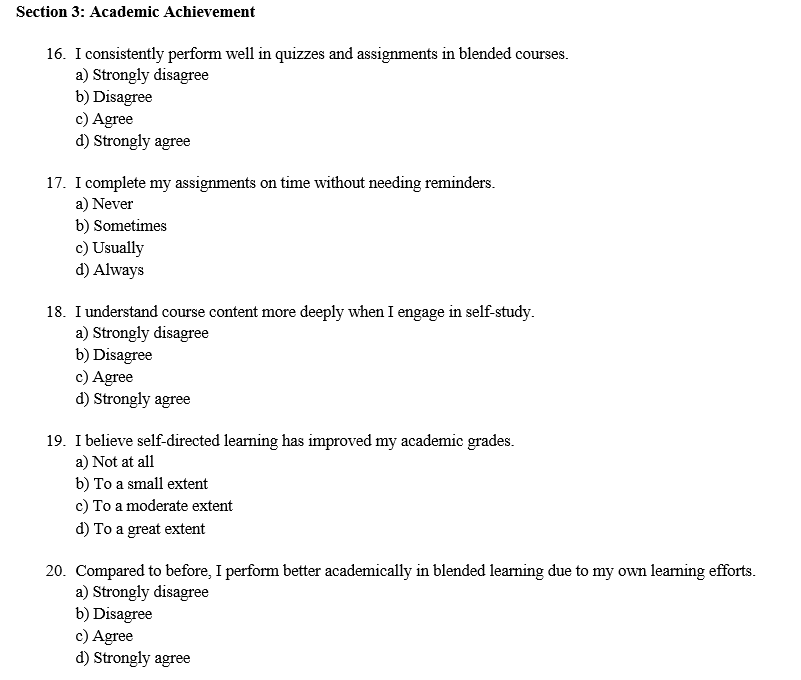 Section 3: Academic Achievement
16. I consistently perform well in quizzes and assignments in blended courses.
a) Strongly disagree
b) Disagree
c) Agree
d) Strongly agree
17. I complete my assignments on time without needing reminders.
a) Never
b) Sometimes
c) Usually
d) Always
18. I understand course content more deeply when I engage in self-study.
a) Strongly disagree
b) Disagree
c) Agree
d) Strongly agree
19. I believe self-directed learning has improved my academic grades.
a) Not at all
b) To a small extent
c) To a moderate extent
d) To a great extent
20. Compared to before, I perform better academically in blended learning due to my own learning efforts.
a) Strongly disagree
b) Disagree
c) Agree
d) Strongly agree